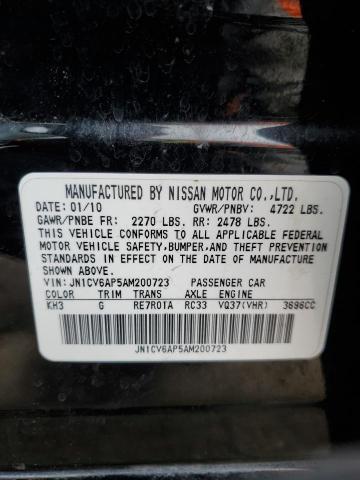 MANUFACTURED BY NISSAN MOTOR CO.,LTD.
DATE: 01/10 GVWR/PNBV: 4722 LBS.
GAWR/PNBE FR: 2270 LBS. RR: 2478 LBS.
THIS VEHICLE CONFORMS TO ALL APPLICABLE FEDERAL
MOTOR VEHICLE SAFETY, BUMPER, AND THEFT PREVENTION
STANDARDS IN EFFECT ON THE DATE OF MANUFACTURE
SHOWN ABOVE.
VIN: JN1CV6AP5AM200723 PASSENGER CAR
COLOR TRIM TRANS AXLE ENGINE
KH3 G RE7R01A RC33 VQ37(VHR) 3696CC
JN1CV6AP5AM200723